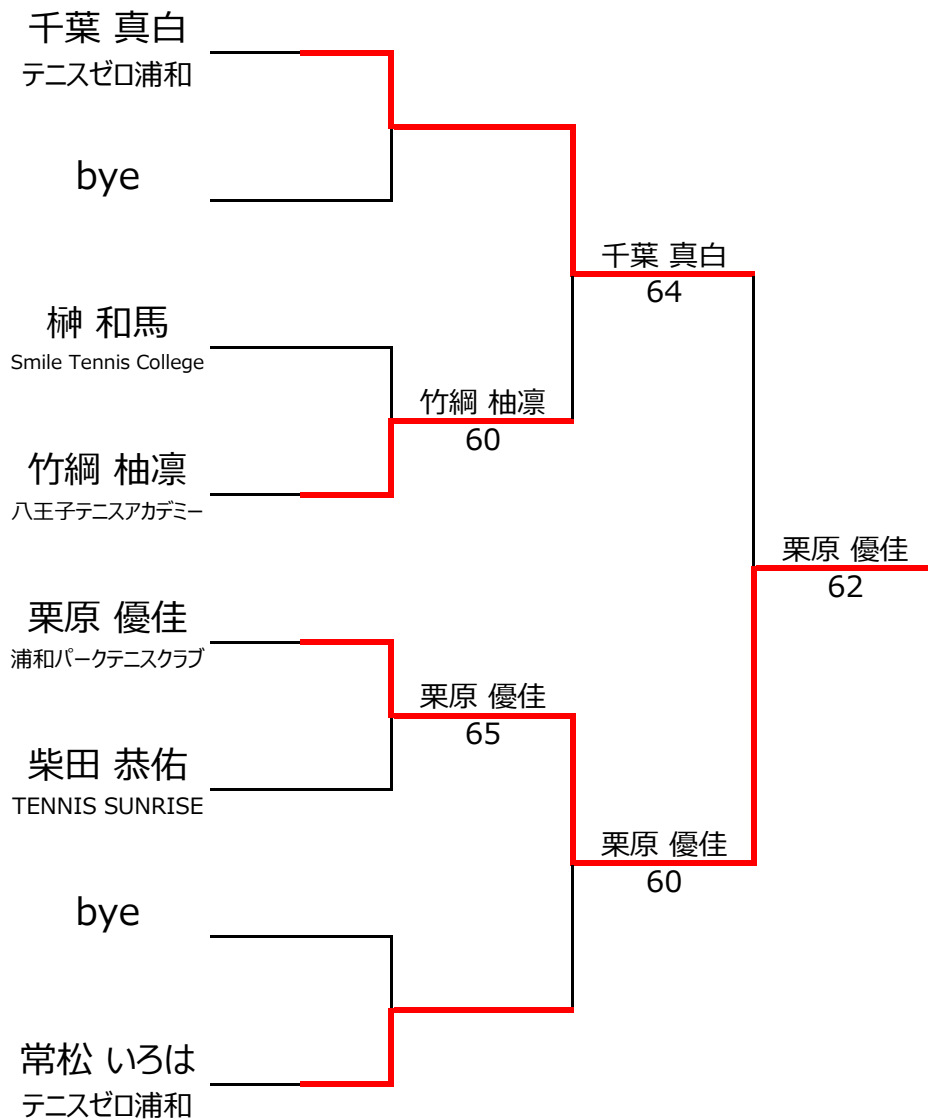 千葉 真白
テニスゼロ浦和
bye
千葉 真白
64
榊 和馬
Smile Tennis College
竹綱 柚凛
60
竹綱 柚凛
八王子テニスアカデミー
栗原 優佳
62
栗原 優佳
浦和パークテニスクラブ
栗原 優佳
65
柴田 恭佑
TENNIS SUNRISE
栗原 優佳
60
bye
常松 いろは
テニスゼロ浦和